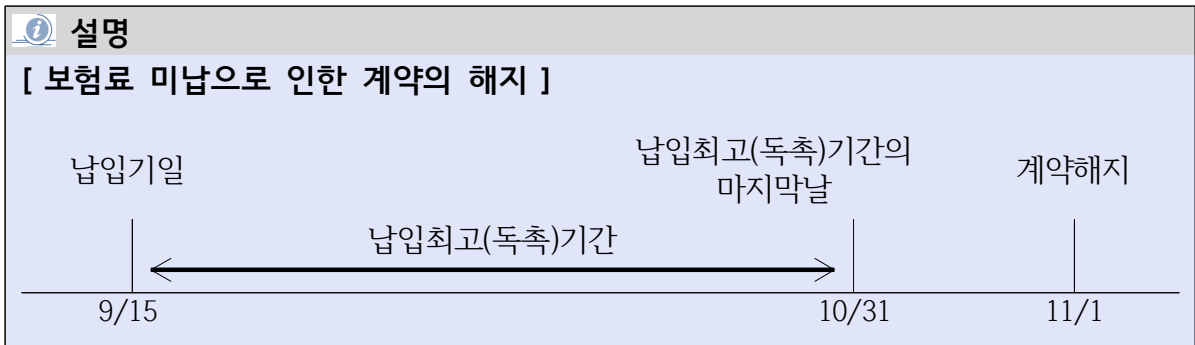 설명
[ 보험료 미납으로 인한 계약의 해지 ]
납입기일
납입최고(독촉)기간의
마지막날
계약해지
납입최고(독촉)기간
9/15
10/31
11/1